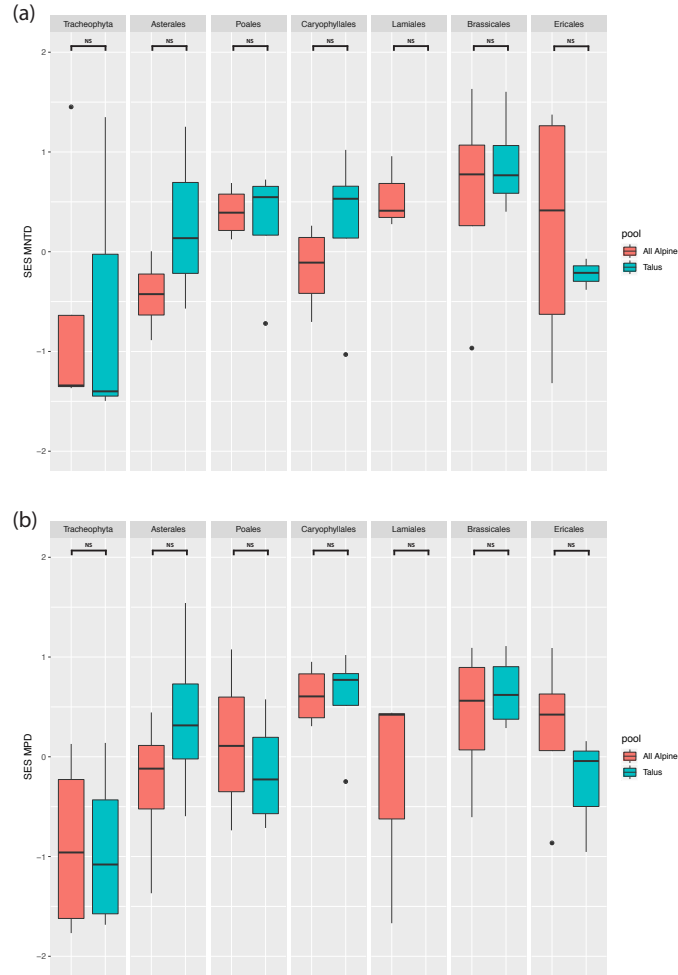 (a)
Tracheophyta Asterales Poales Caryophyllales Lamiales Brassicales Ericales
NS NS NS NS NS NS NS
2
1
0
−1
−2
SES MNTD
pool
All Alpine
Talus
(b)
Tracheophyta Asterales Poales Caryophyllales Lamiales Brassicales Ericales
NS NS NS NS NS NS NS
2
1
0
−1
−2
SES MPD
pool
All Alpine
Talus